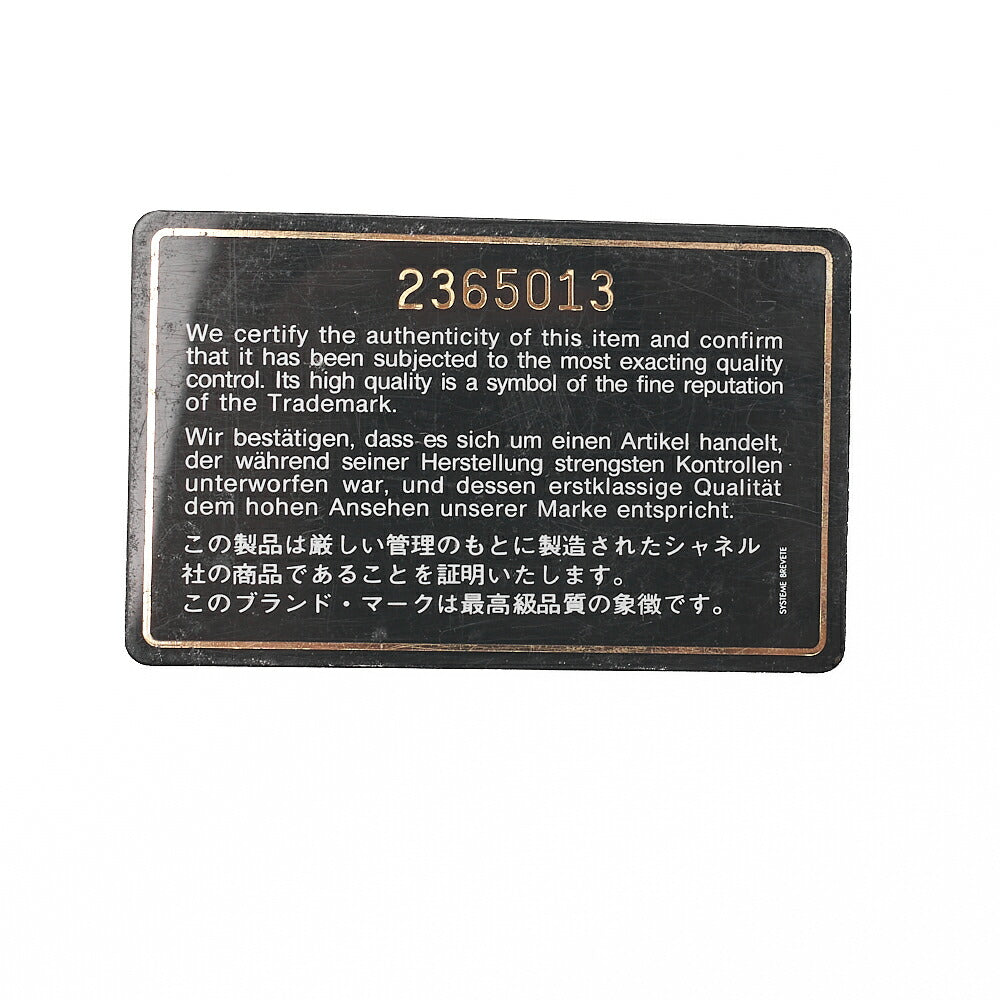 2365013
We certify the authenticity of this item and confirm
that it has been subjected to the most exacting quality
control. Its high quality is a symbol of the fine reputation
of the Trademark.
Wir bestätigen, dass es sich um einen Artikel handelt,
der während seiner Herstellung strengsten Kontrollen
unterworfen war, und dessen erstklassige Qualität
dem hohen Ansehen unserer Marke entspricht.
この製品は厳しい管理のもとに製造されたシャネル
社の商品であることを証明いたします。
このブランド・マークは最高級品質の象徴です。
SYSTEME BREVETE